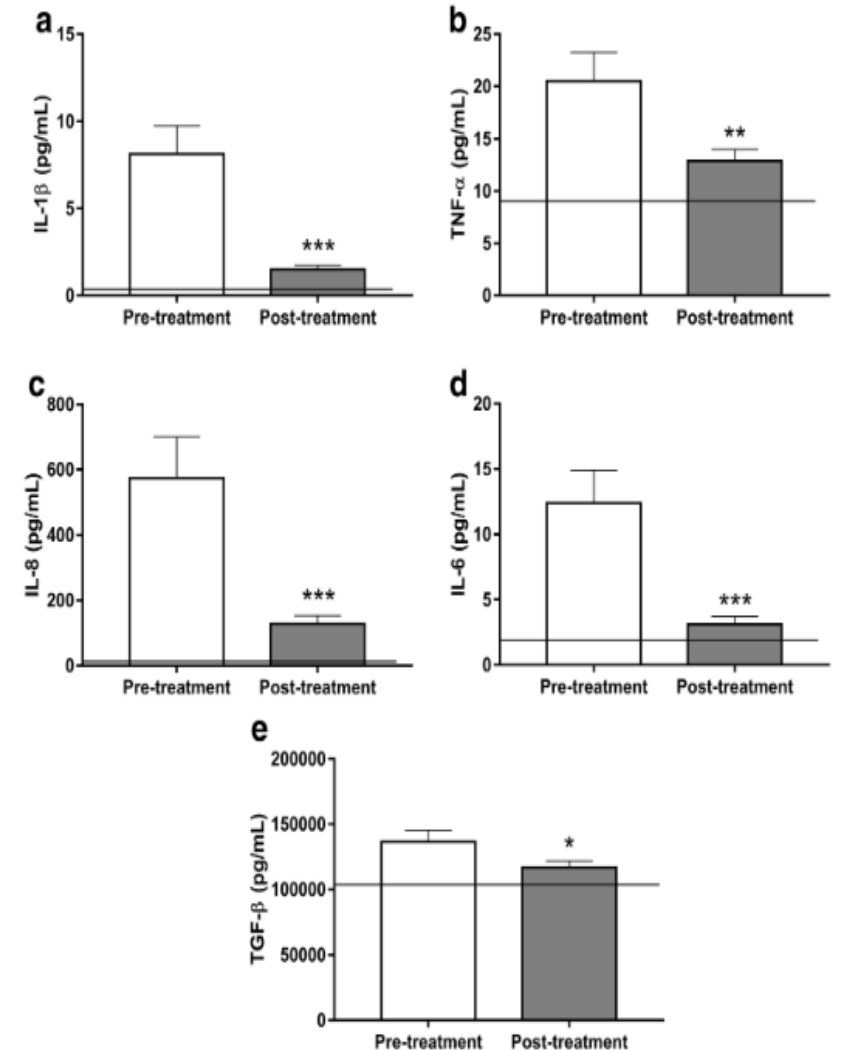 a
15
10
5
0
IL-1β (pg/mL)
***
Pre-treatment Post-treatment
b
25
20
15
10
5
0
TNF-α (pg/mL)
**
Pre-treatment Post-treatment
c
800
600
400
200
0
IL-8 (pg/mL)
***
Pre-treatment Post-treatment
d
20
15
10
5
0
IL-6 (pg/mL)
***
Pre-treatment Post-treatment
e
200000
150000
100000
50000
0
TGF-β (pg/mL)
*
Pre-treatment Post-treatment